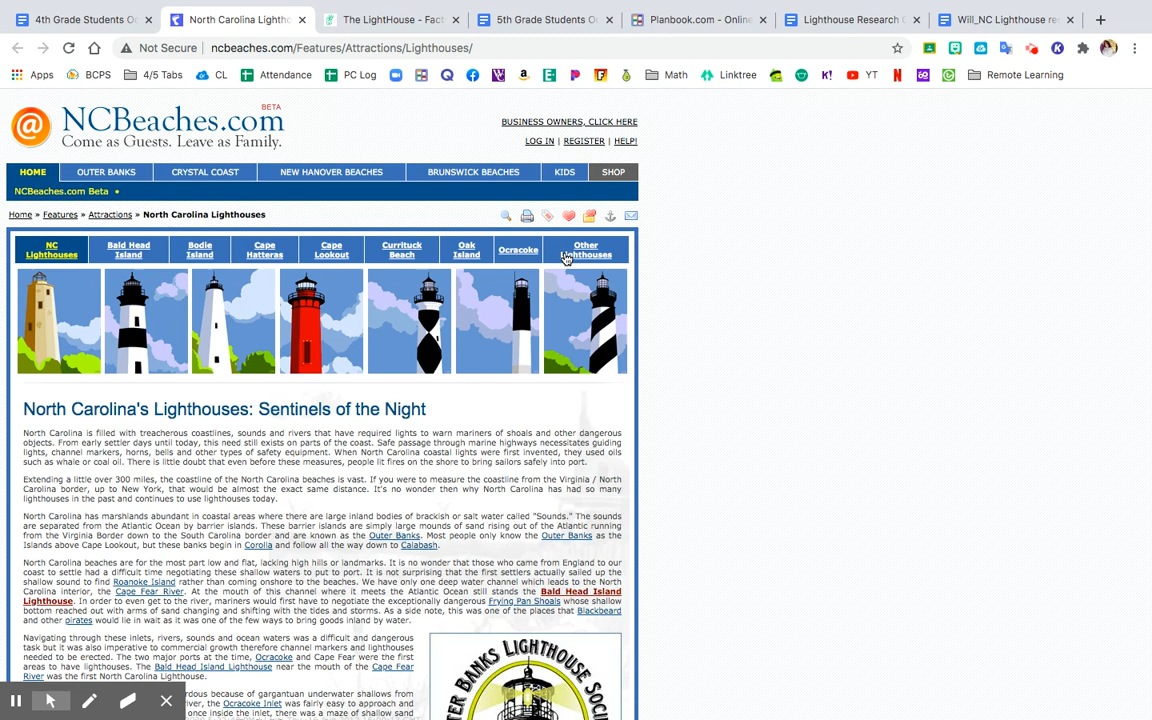 4th Grade Students O
North Carolina Lightho
The LightHouse - Fact
5th Grade Students O
Planbook.com - Online
Lighthouse Research
Will_NC Lighthouse re
Not Secure | ncbeaches.com/Features/Attractions/Lighthouses/
Apps BCPS 4/5 Tabs CL Attendance PC Log Math Linktree K! YT N Remote Learning
BETA
@ NCBeaches.com
Come as Guests. Leave as Family.
BUSINESS OWNERS, CLICK HERE
LOG IN | REGISTER | HELP!
HOME OUTER BANKS CRYSTAL COAST NEW HANOVER BEACHES BRUNSWICK BEACHES KIDS SHOP
NCBeaches.com Beta •
Home » Features » Attractions » North Carolina Lighthouses
NC Lighthouses
Bald Head Island
Bodie Island
Cape Hatteras
Cape Lookout
Currituck Beach
Oak Island
Ocracoke
Other Lighthouses
North Carolina's Lighthouses: Sentinels of the Night
North Carolina is filled with treacherous coastlines, sounds and rivers that have required lights to warn mariners of shoals and other dangerous
objects. From early settler days until today, this need still exists on parts of the coast. Safe passage through marine highways necessitates guiding
lights, channel markers, horns, bells and other types of safety equipment. When North Carolina coastal lights were first invented, they used oils
such as whale or coal oil. There is little doubt that even before these measures, people lit fires on the shore to bring sailors safely into port.
Extending a little over 300 miles, the coastline of the North Carolina beaches is vast. If you were to measure the coastline from the Virginia / North
Carolina border, up to New York, that would be almost the exact same distance. It's no wonder then why North Carolina has had so many
lighthouses in the past and continues to use lighthouses today.
North Carolina has marshlands abundant in coastal areas where there are large inland bodies of brackish or salt water called "Sounds." The sounds
are separated from the Atlantic Ocean by barrier islands. These barrier islands are simply large mounds of sand rising out of the Atlantic running
from the Virginia Border down to the South Carolina border and are known as the Outer Banks. Most people only know the Outer Banks as the
Islands above Cape Lookout, but these banks begin in Corolla and follow all the way down to Calabash.
North Carolina beaches are for the most part low and flat, lacking high hills or landmarks. It is no wonder that those who came from England to our
coast to settle had a difficult time negotiating these shallow waters to put to port. It is not surprising that the first settlers actually sailed up the
shallow sound to find Roanoke Island rather than coming onshore to the beaches. We have only one deep water channel which leads to the North
Carolina interior, the Cape Fear River. At the mouth of this channel where it meets the Atlantic Ocean still stands the Bald Head Island
Lighthouse. In order to even get to the river, mariners would first have to negotiate the exceptionally dangerous Frying Pan Shoals whose shallow
bottom reached out with arms of sand changing and shifting with the tides and storms. As a side note, this was one of the places that Blackbeard
and other pirates would lie in wait as it was one of the few ways to bring goods inland by water.
Navigating through these inlets, rivers, sounds and ocean waters was a difficult and dangerous
task but it was also imperative to commercial growth therefore channel markers and lighthouses
needed to be erected. The two major ports at the time, Ocracoke and Cape Fear were the first
areas to have lighthouses. The Bald Head Island Lighthouse near the mouth of the Cape Fear
River was the first North Carolina Lighthouse.
rdous because of gargantuan underwater shallows from
river, the Ocracoke Inlet was fairly easy to approach and
once inside the inlet, there was a maze of shallow sand
ER BANKS LIGHTHOUSE SOCI